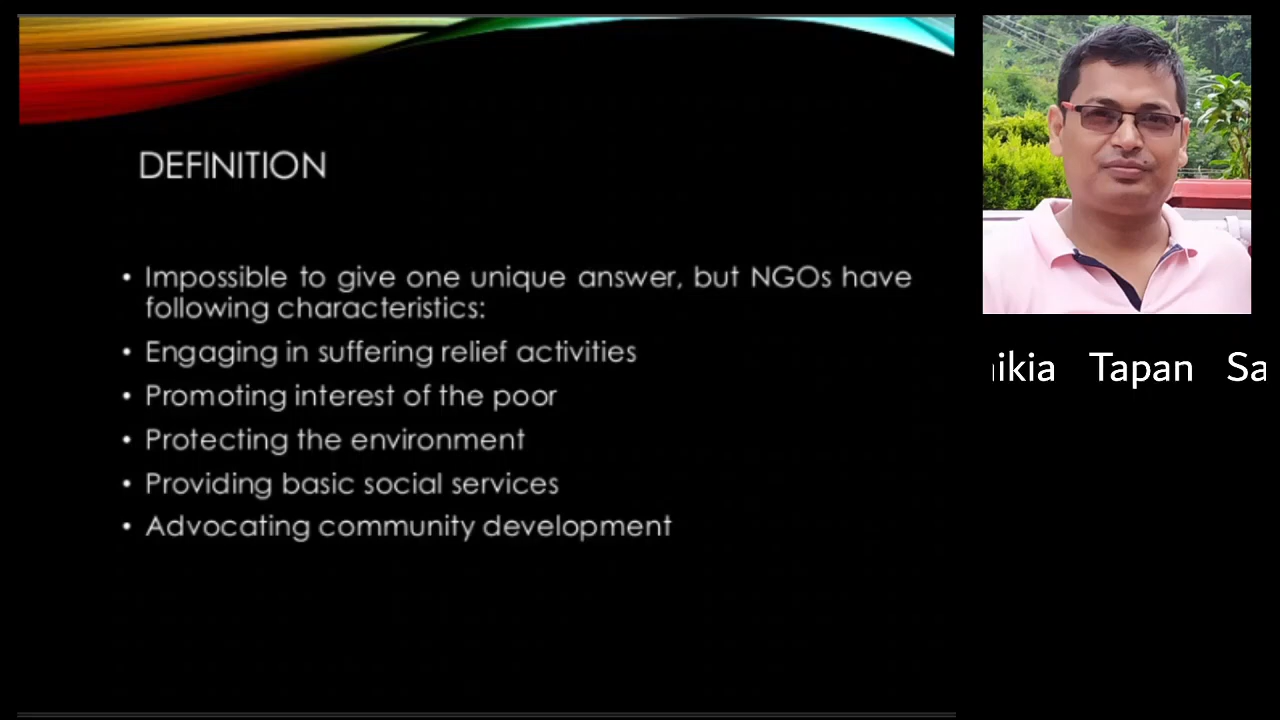 DEFINITION
• Impossible to give one unique answer, but NGOs have
following characteristics:
• Engaging in suffering relief activities
• Promoting interest of the poor
• Protecting the environment
• Providing basic social services
• Advocating community development
ikia Tapan Sa